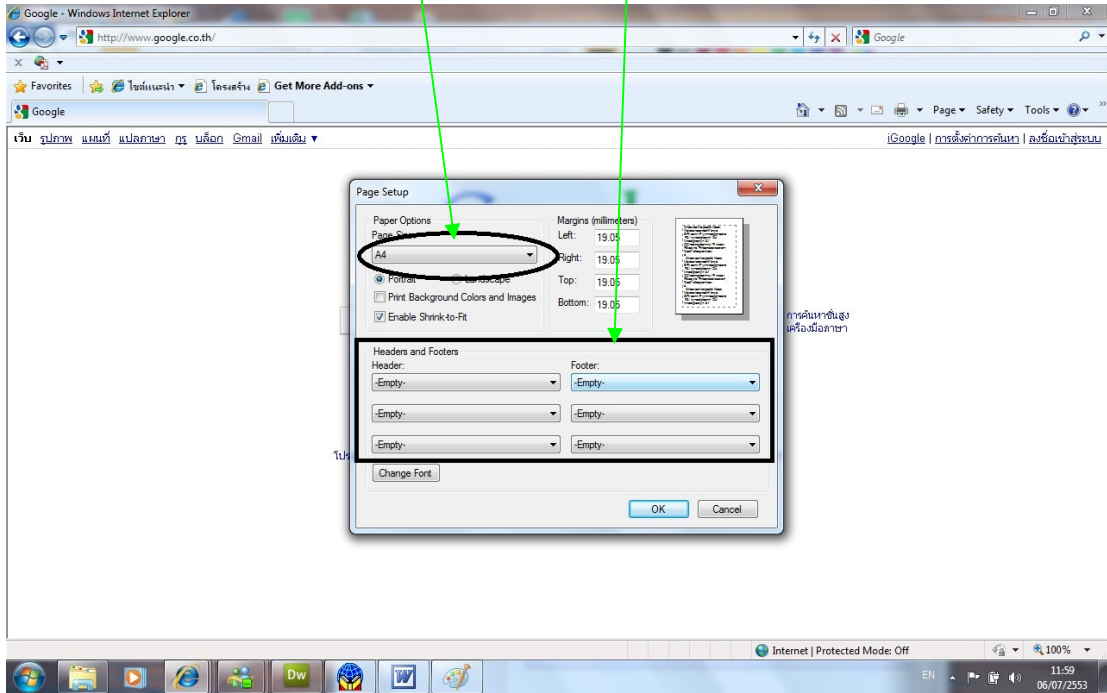 Google - Windows Internet Explorer
http://www.google.co.th/
Google
x
Favorites ไซต์แนะนำ โครงสร้าง Get More Add-ons
Google
Page Safety Tools
เว็บ รูปภาพ แผนที่ แปลภาษา กูรู บล็อก Gmail เพิ่มเติม ▼
iGoogle | การตั้งค่าการค้นหา | ลงชื่อเข้าสู่ระบบ
Page Setup
Paper Options
Page Size
A4
Portrait Landscape
Print Background Colors and Images
Enable Shrink-to-Fit
Margins (millimeters)
Left: 19.05
Right: 19.05
Top: 19.05
Bottom: 19.05
การค้นหาขั้นสูง
เครื่องมือภาษา
Headers and Footers
Header: Footer:
-Empty- -Empty-
-Empty- -Empty-
-Empty- -Empty-
Change Font
OK Cancel
Internet | Protected Mode: Off
100%
Dw
W
EN
11:59
06/07/2553